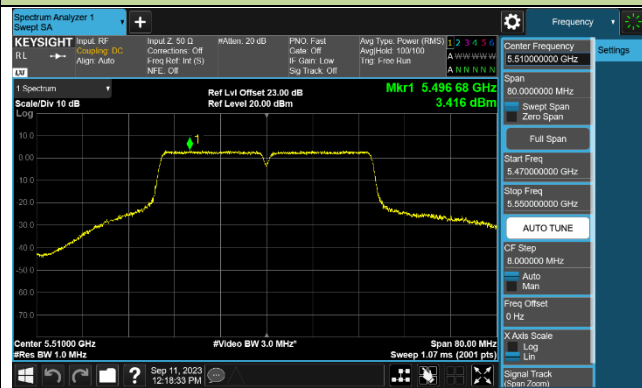 Spectrum Analyzer 1
Swept SA
Frequency
KEYSIGHT
RL
LXI
Input: RF
Coupling: DC
Align: Auto
Input Z: 50 Ω
Corrections: Off
Freq Ref: Int (S)
NFE: Off
#Atten: 20 dB
PNO: Fast
Gate: Off
IF Gain: Low
Sig Track: Off
Avg Type: Power (RMS)
Avg|Hold: 100/100
Trig: Free Run
1 2 3 4 5 6
A W W W W W
A N N N N N
1 Spectrum
Scale/Div 10 dB
Log
Ref Lvl Offset 23.00 dB
Ref Level 20.00 dBm
Mkr1 5.496 68 GHz
3.416 dBm
1
10.0
0.00
-10.0
-20.0
-30.0
-40.0
-50.0
-60.0
-70.0
Center 5.51000 GHz
#Res BW 1.0 MHz
#Video BW 3.0 MHz*
Span 80.00 MHz
Sweep 1.07 ms (2001 pts)
Center Frequency
5.510000000 GHz
Settings
Span
80.0000000 MHz
Swept Span
Zero Span
Full Span
Start Freq
5.470000000 GHz
Stop Freq
5.550000000 GHz
AUTO TUNE
CF Step
8.000000 MHz
Auto
Man
Freq Offset
0 Hz
X Axis Scale
Log
Lin
Signal Track
(Span Zoom)
Sep 11, 2023
12:18:33 PM